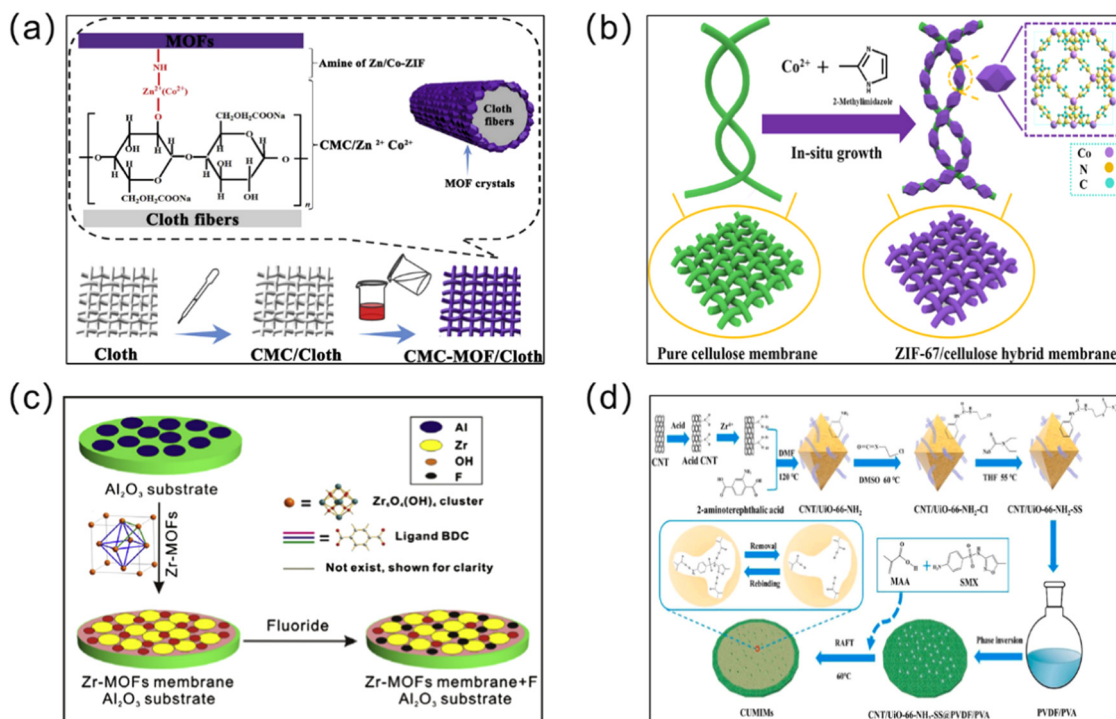 (a)
MOFs
NH
Zn²⁺(Co²⁺)
O
Amine of Zn/Co-ZIF
CH₂OCH₂COONa
CMC/Zn ²⁺ Co²⁺
Cloth fibers
MOF crystals
Cloth fibers
Cloth
CMC/Cloth
CMC-MOF/Cloth
(b)
Co²⁺ +
2-Methylimidazole
In-situ growth
Co
N
C
Pure cellulose membrane
ZIF-67/cellulose hybrid membrane
(c)
Al₂O₃ substrate
Al
Zr
OH
F
Zr₆O₄(OH)₄ cluster
Ligand BDC
Not exist, shown for clarity
Zr-MOFs
Fluoride
Zr-MOFs membrane
Al₂O₃ substrate
Zr-MOFs membrane+F
Al₂O₃ substrate
(d)
CNT
Acid
Acid CNT
Zr⁴⁺
2-aminoterephthalic acid
DMF
120 ℃
CNT/UiO-66-NH₂
DMSO 60 ℃
CNT/UiO-66-NH₂-Cl
THF 55 ℃
CNT/UiO-66-NH₂-SS
Removal
Rebinding
MAA
+
SMX
Phase inversion
PVDF/PVA
CNT/UiO-66-NH₂-SS@PVDF/PVA
RAFT
60℃
CUMIMs